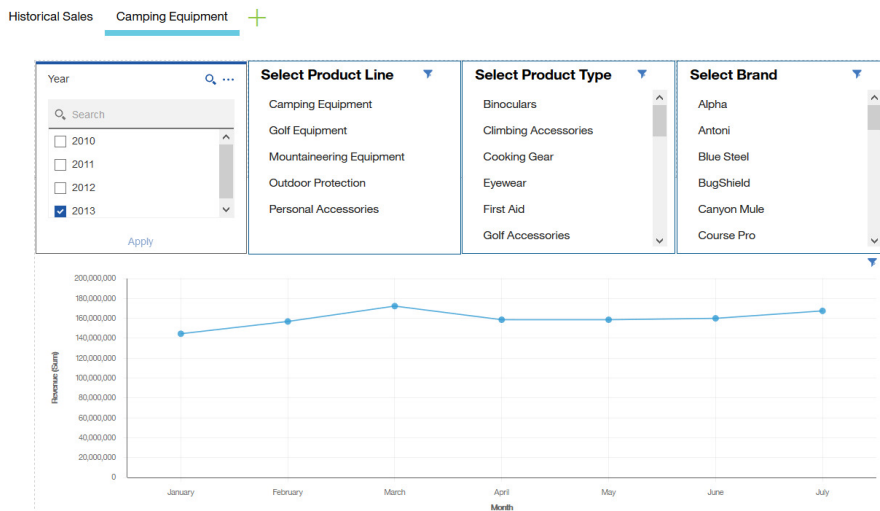 Historical Sales Camping Equipment
Year
Search
2010
2011
2012
2013
Apply
Select Product Line
Camping Equipment
Golf Equipment
Mountaineering Equipment
Outdoor Protection
Personal Accessories
Select Product Type
Binoculars
Climbing Accessories
Cooking Gear
Eyewear
First Aid
Golf Accessories
Select Brand
Alpha
Antoni
Blue Steel
BugShield
Canyon Mule
Course Pro
Revenue (Sum)
200,000,000
180,000,000
160,000,000
140,000,000
120,000,000
100,000,000
80,000,000
60,000,000
40,000,000
20,000,000
0
January February March April May June July
Month